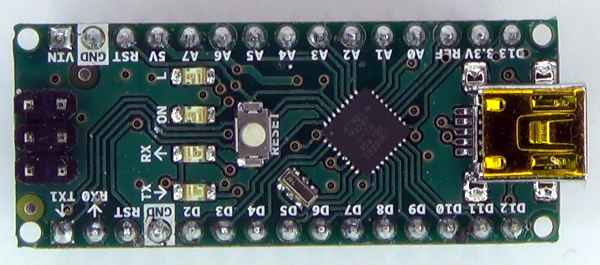 VIN GND RST 5V A7 A6 A5 A4 A3 A2 A1 A0 REF 3.3V D13
L
ON
RX
TX
RESET
TX1 RX0 RST GND D2 D3 D4 D5 D6 D7 D8 D9 D10 D11 D12